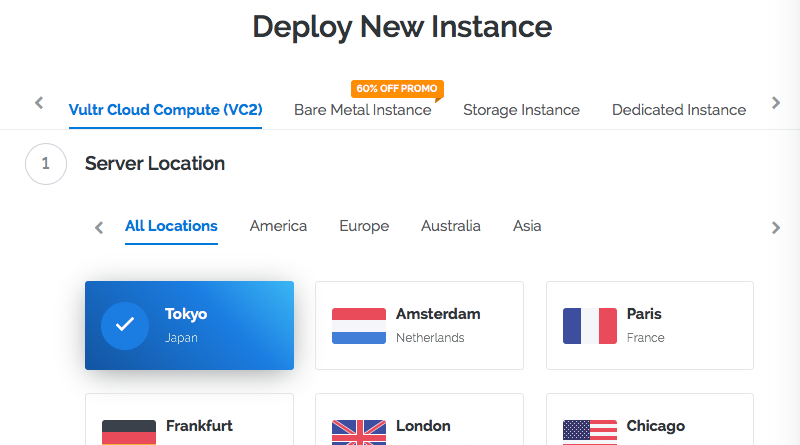 Deploy New Instance
60% OFF PROMO
Vultr Cloud Compute (VC2) Bare Metal Instance Storage Instance Dedicated Instance
1 Server Location
All Locations America Europe Australia Asia
Tokyo Amsterdam Paris
Japan Netherlands France
Frankfurt London Chicago